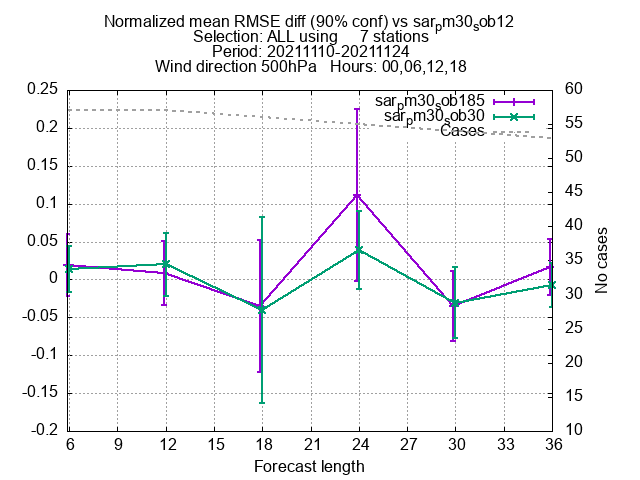 Normalized mean RMSE diff (90% conf) vs sarpm30sob12
Selection: ALL using 7 stations
Period: 20211110-20211124
Wind direction 500hPa Hours: 00,06,12,18
sarpm30sob185
sarpm30sob30
Cases
0.25
0.2
0.15
0.1
0.05
0
-0.05
-0.1
-0.15
-0.2
60
55
50
45
40
35
30
25
20
15
10
No cases
6 9 12 15 18 21 24 27 30 33 36
Forecast length